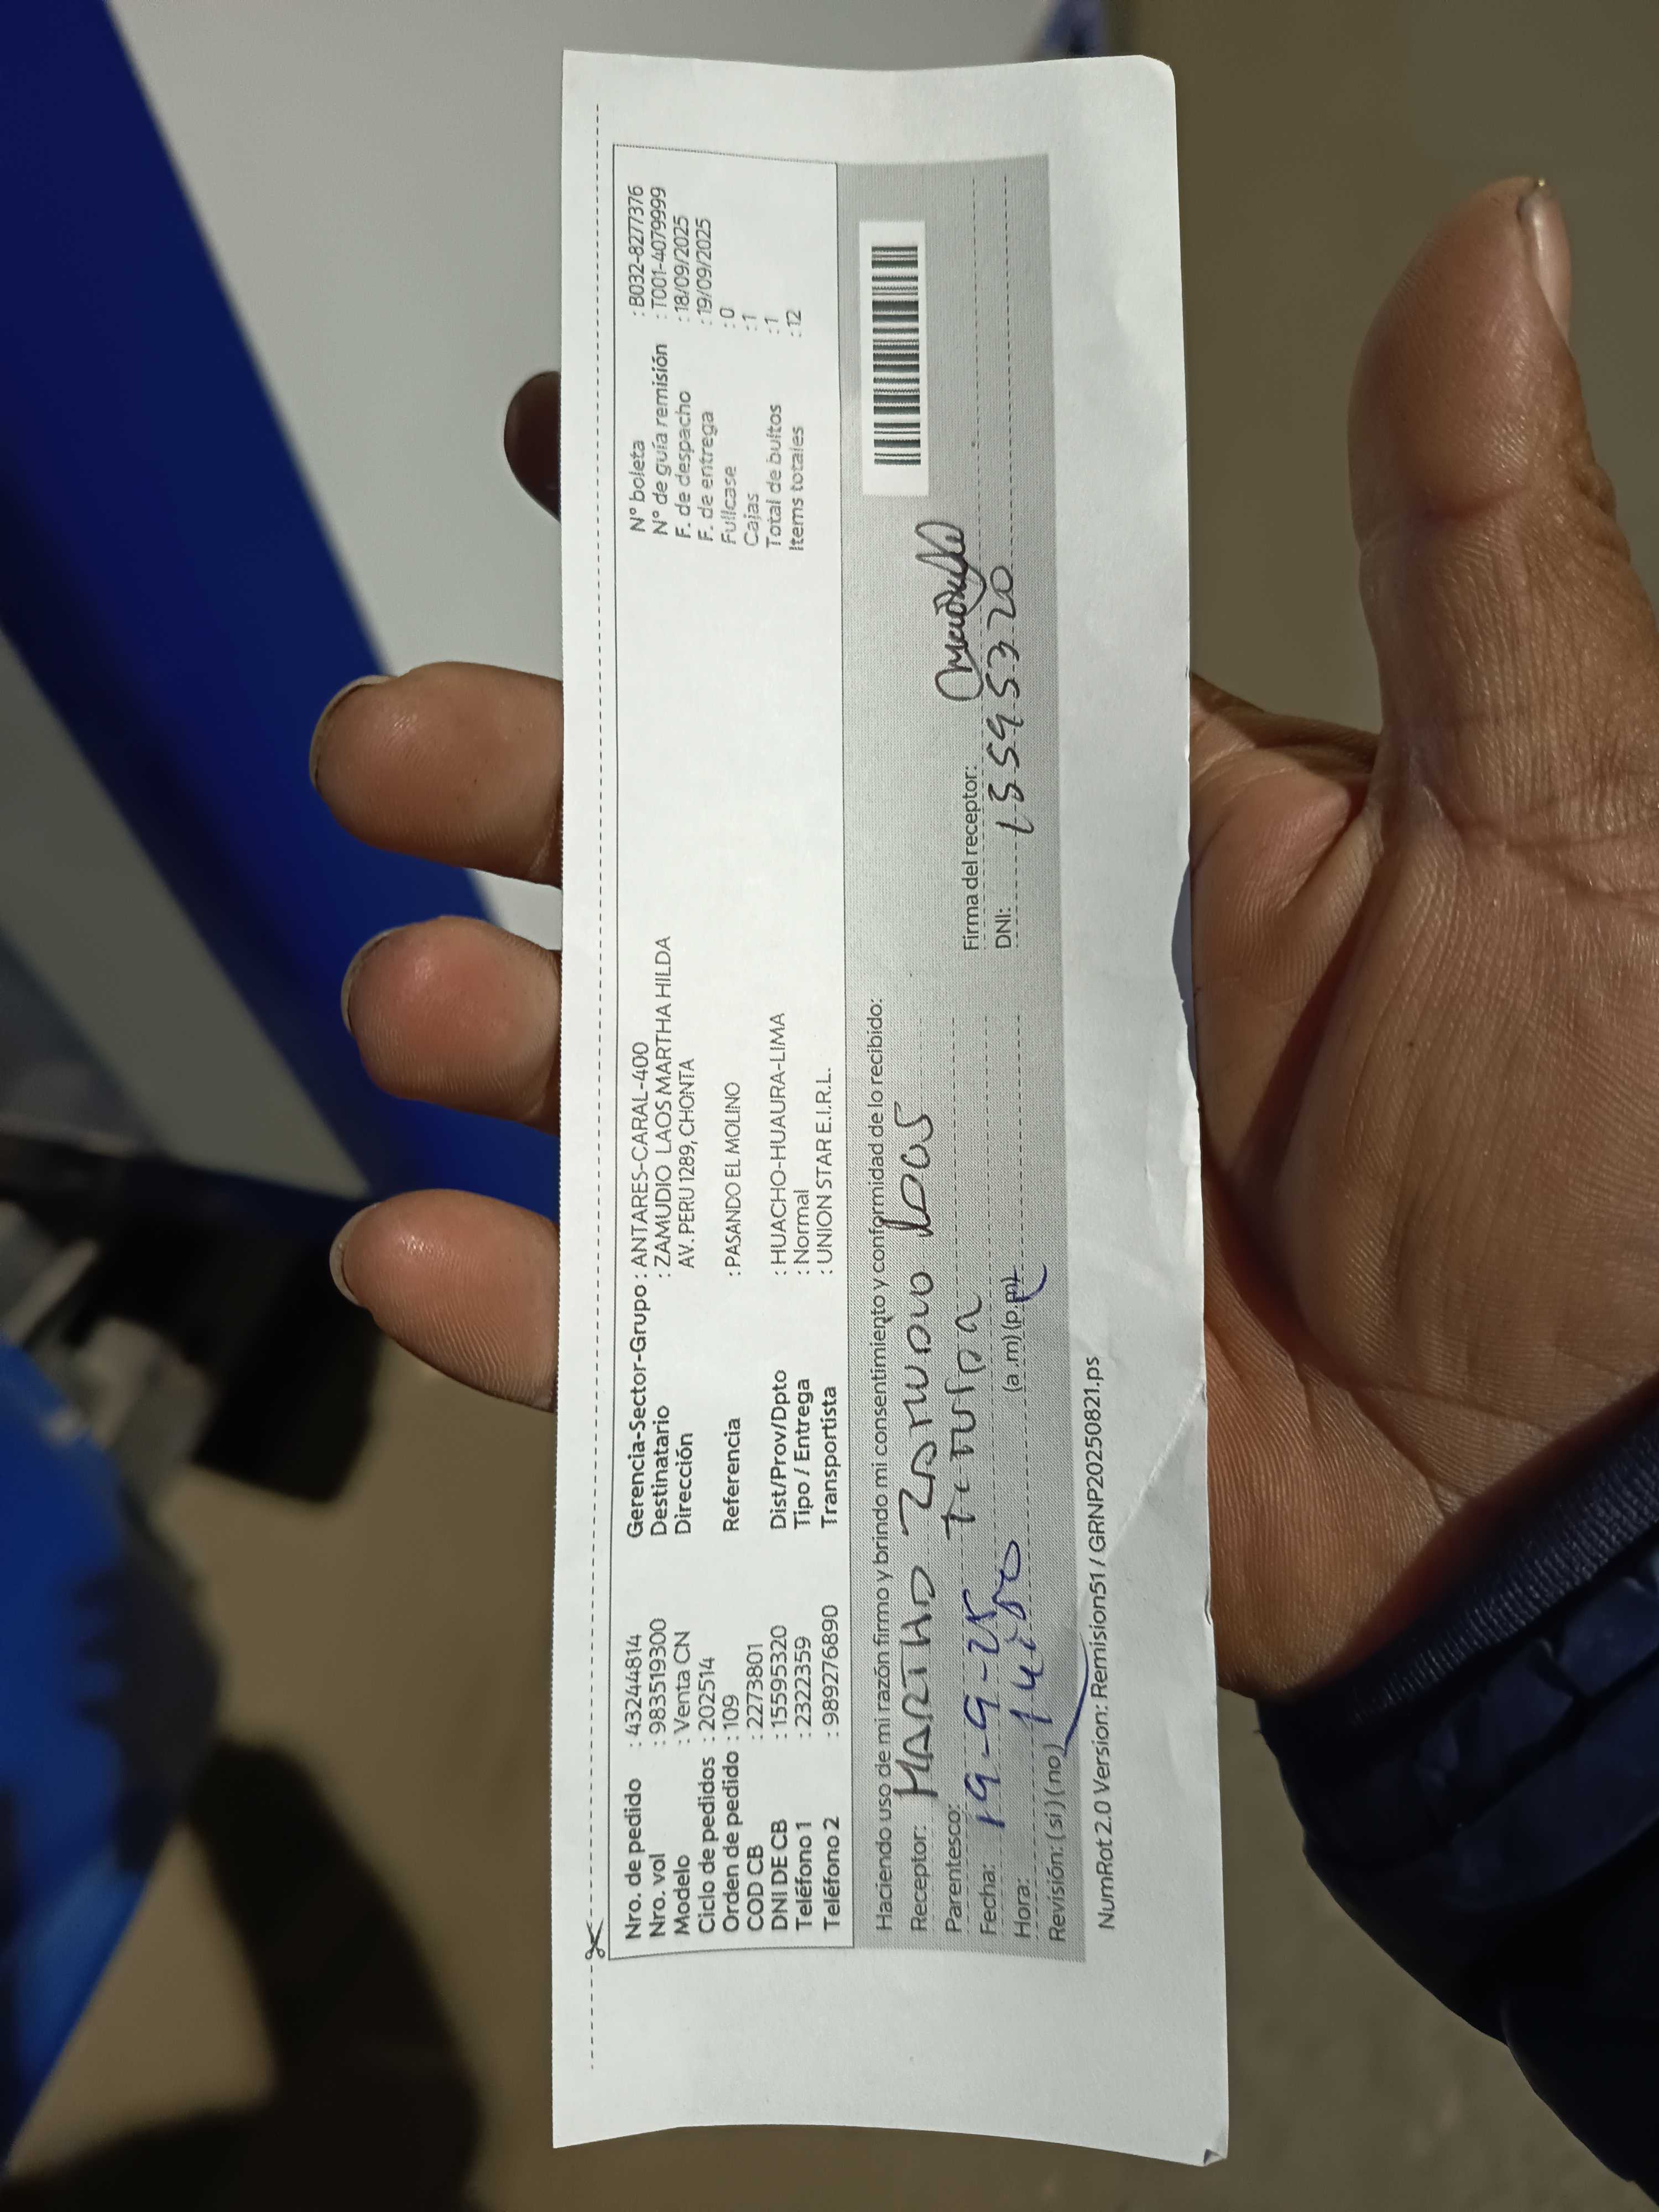 Nro. de pedido : 43244814 Gerencia-Sector-Grupo : ANTARES-CARAL-400 N° boleta : B032-8277376
Nro. vol : 983519300 Destinatario : ZAMUDIO LAOS MARTHA HILDA N° de guía remisión : T001-4079999
Modelo : Venta CN Dirección AV. PERU 1289, CHONTA F. de despacho : 18/09/2025
Ciclo de pedidos : 202514 F. de entrega : 19/09/2025
Orden de pedido : 109 Referencia : PASANDO EL MOLINO Fullcase : 0
COD CB : 2273801 Cajas : 1
DNI DE CB : 15595320 Dist/Prov/Dpto : HUACHO-HUAURA-LIMA Total de bultos : 1
Teléfono 1 : 2322359 Tipo / Entrega : Normal Items totales : 12
Teléfono 2 : 989276890 Transportista : UNION STAR E.I.R.L.
Haciendo uso de mi razón firmo y brindo mi consentimiento y conformidad de lo recibido:
Receptor: MARTHA ZAMUDIO LAOS
Parentesco: Titular Firma del receptor:
Fecha: 19-9-25 DNI: 15595320
Hora: 14:50 (a .m) (p.m)
Revisión: ( si ) ( no )
NumRot 2.0 Version: Remision51 / GRNP20250821.ps